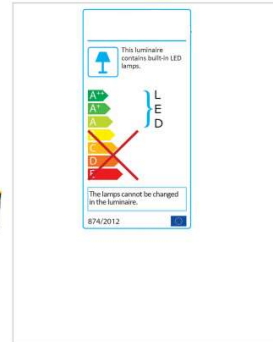 This luminaire
contains built-in LED
lamps.
A++
A+
A
L
E
D
C
D
E
The lamps cannot be changed
in the luminaire.
874/2012